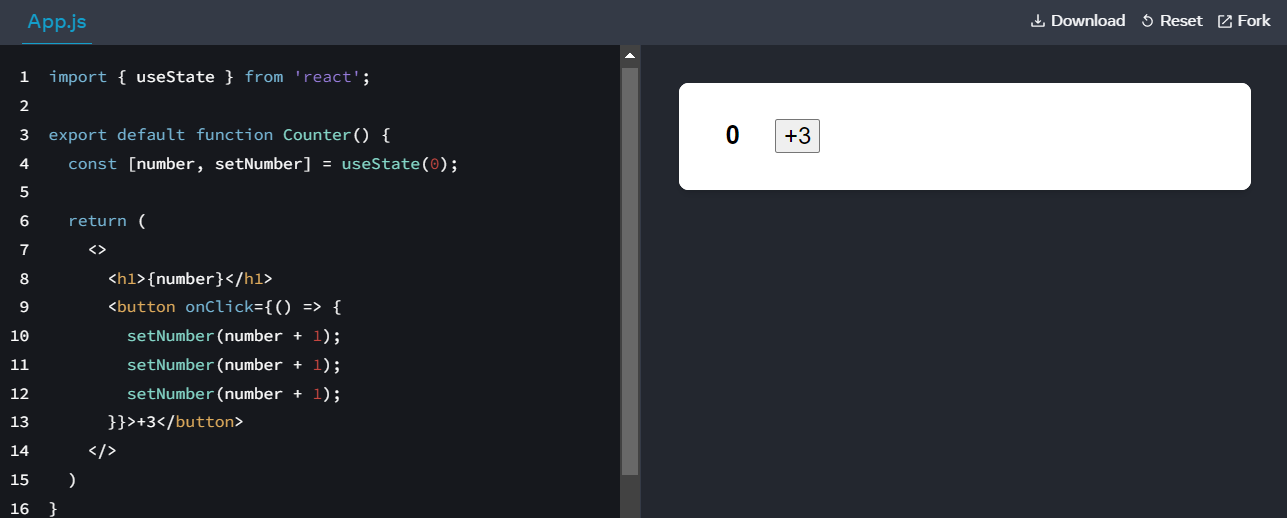 App.js
Download Reset Fork
1 import { useState } from 'react';
2
3 export default function Counter() {
4   const [number, setNumber] = useState(0);
5
6   return (
7     <>
8       <h1>{number}</h1>
9       <button onClick={() => {
10         setNumber(number + 1);
11         setNumber(number + 1);
12         setNumber(number + 1);
13       }}>+3</button>
14     </>
15   )
16 }
0 +3